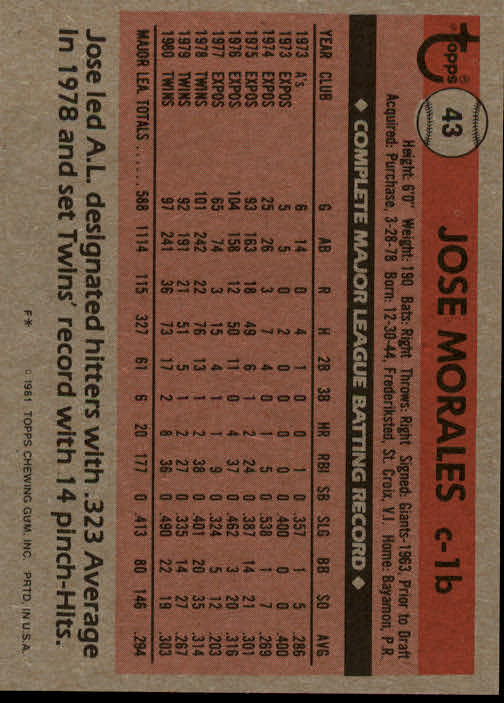 topps
43
JOSE MORALES c-1b
Height: 6'0" Weight: 190 Bats: Right Throws: Right Signed: Giants-1963, Prior to Draft
Acquired: Purchase, 3-28-78 Born: 12-30-44, Frederiksted, St. Croix, V.I. Home: Bayamon, P.R.
◆ COMPLETE MAJOR LEAGUE BATTING RECORD ◆
YEAR CLUB G AB R H 2B 3B HR RBI SB SLG BB SO AVG
1973 A's 6 14 0 4 1 0 0 1 0 .357 1 5 .286
1973 EXPOS 5 5 0 2 0 0 0 0 0 .400 0 0 .400
1974 EXPOS 25 26 3 7 4 0 1 5 0 .538 1 7 .269
1975 EXPOS 93 163 18 49 6 1 2 24 0 .387 14 21 .301
1976 EXPOS 104 158 12 50 11 0 4 37 0 .462 3 20 .316
1977 EXPOS 65 74 3 15 4 1 1 9 0 .324 5 12 .203
1978 TWINS 101 242 22 76 13 1 2 38 0 .401 20 35 .314
1979 TWINS 92 191 21 51 5 1 2 27 0 .335 14 27 .267
1980 TWINS 97 241 36 73 17 2 8 36 0 .490 22 19 .303
MAJOR LEA. TOTALS ...... 588 1114 115 327 61 6 20 177 0 .413 80 146 .294
Jose led A.L. designated hitters with .323 Average
in 1978 and set Twins' record with 14 pinch-hits.
F* © 1981 TOPPS CHEWING GUM, INC. PRTD. IN U.S.A.